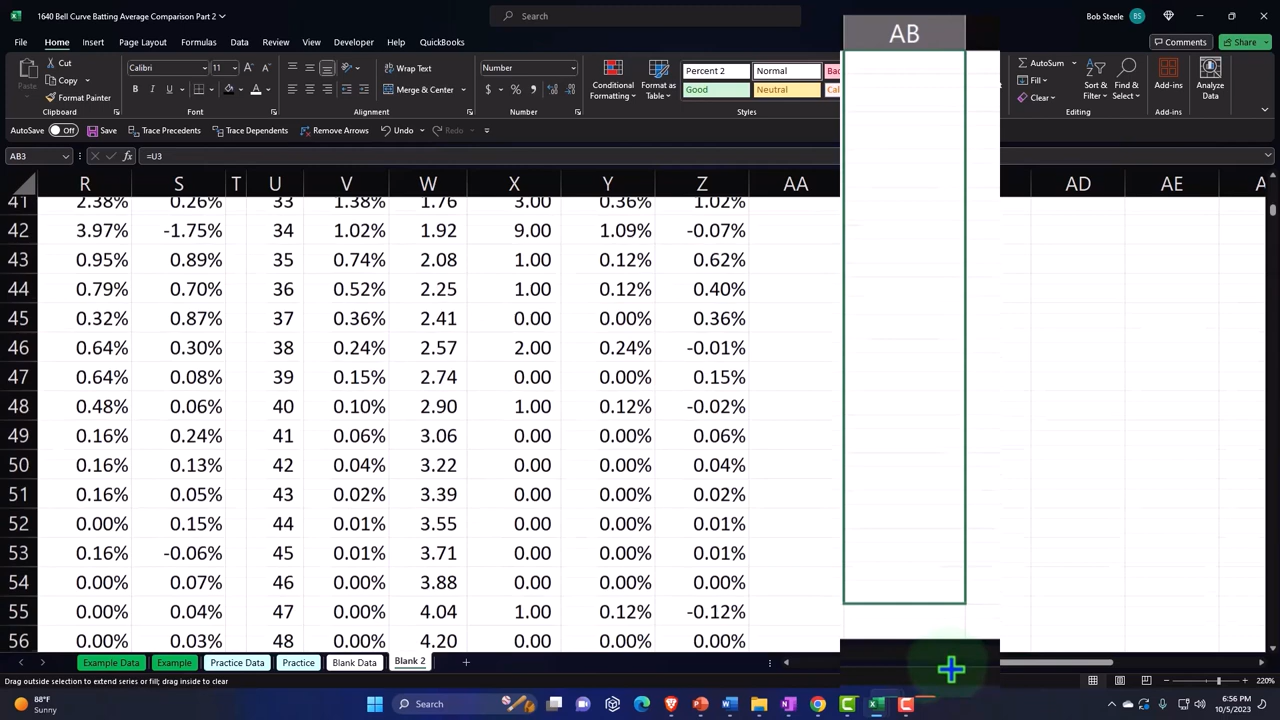 1640 Bell Curve Batting Average Comparison Part 2
Search
Bob Steele BS
File Home Insert Page Layout Formulas Data Review View Developer Help QuickBooks
Comments Share
Cut
Format Painter
Clipboard
11
B I U
Font
Wrap Text
Merge & Center
Alignment
Number
$ % 9
Number
Conditional Formatting
Format as Table
Percent 2 Normal
Good Neutral
Styles
AutoSum
Fill
Clear
Sort & Filter
Find & Select
Editing
Add-ins
Add-ins
Analyze Data
AutoSave Off Trace Precedents Trace Dependents Remove Arrows Undo Redo
AB3 fx =U3
R S T U V W X Y Z AA AB AD AE
41 2.38% 0.26% 33 1.38% 1.76 3.00 0.36% 1.02%
42 3.97% -1.75% 34 1.02% 1.92 9.00 1.09% -0.07%
43 0.95% 0.89% 35 0.74% 2.08 1.00 0.12% 0.62%
44 0.79% 0.70% 36 0.52% 2.25 1.00 0.12% 0.40%
45 0.32% 0.87% 37 0.36% 2.41 0.00 0.00% 0.36%
46 0.64% 0.30% 38 0.24% 2.57 2.00 0.24% -0.01%
47 0.64% 0.08% 39 0.15% 2.74 0.00 0.00% 0.15%
48 0.48% 0.06% 40 0.10% 2.90 1.00 0.12% -0.02%
49 0.16% 0.24% 41 0.06% 3.06 0.00 0.00% 0.06%
50 0.16% 0.13% 42 0.04% 3.22 0.00 0.00% 0.04%
51 0.16% 0.05% 43 0.02% 3.39 0.00 0.00% 0.02%
52 0.00% 0.15% 44 0.01% 3.55 0.00 0.00% 0.01%
53 0.16% -0.06% 45 0.01% 3.71 0.00 0.00% 0.01%
54 0.00% 0.07% 46 0.00% 3.88 0.00 0.00% 0.00%
55 0.00% 0.04% 47 0.00% 4.04 1.00 0.12% -0.12%
56 0.00% 0.03% 48 0.00% 4.20 0.00 0.00% 0.00%
Example Data Example Practice Data Practice Blank Data Blank 2
Drag outside selection to extend series or fill; drag inside to clear
220%
88°F
Sunny
Search
6:56 PM
10/5/2023